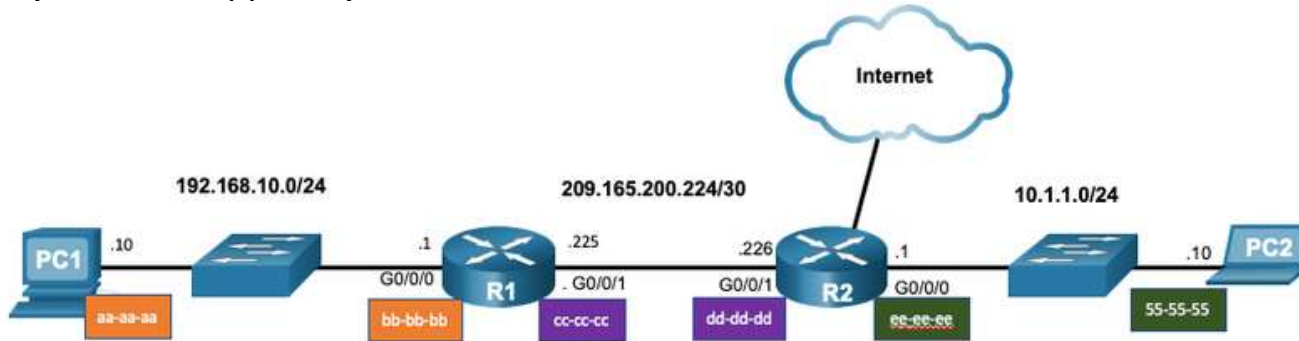 Internet
192.168.10.0/24
209.165.200.224/30
10.1.1.0/24
PC1
.10
.1
G0/0/0
R1
.225
. G0/0/1
.226
G0/0/1
R2
.1
G0/0/0
.10
PC2
aa-aa-aa
bb-bb-bb
cc-cc-cc
dd-dd-dd
ee-ee-ee
55-55-55